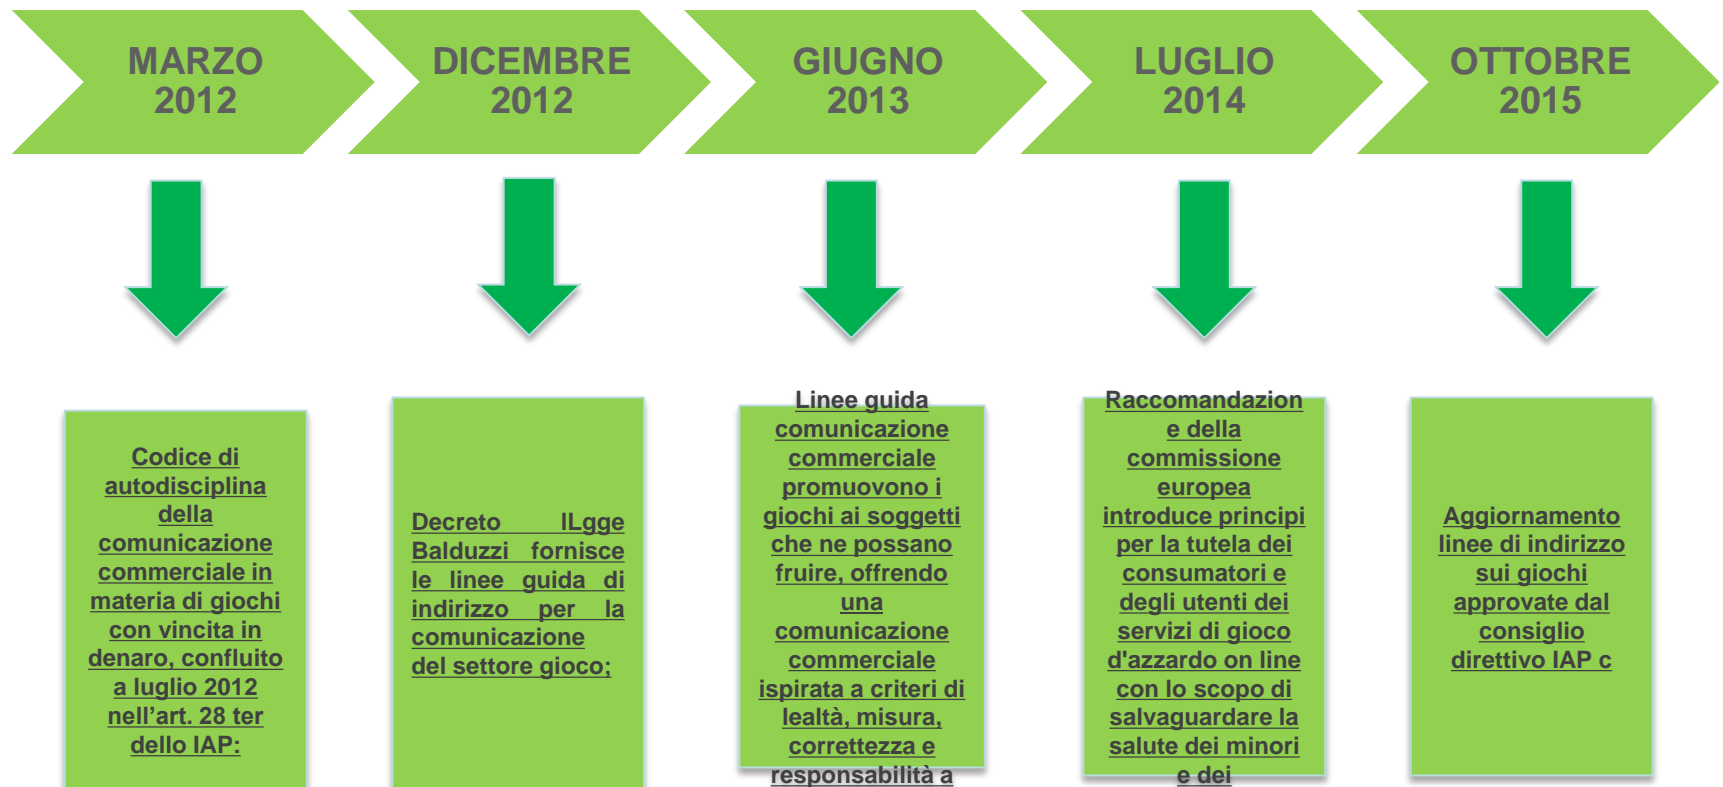 MARZO
2012
DICEMBRE
2012
GIUGNO
2013
LUGLIO
2014
OTTOBRE
2015
Codice di
autodisciplina
della
comunicazione
commerciale in
materia di giochi
con vincita in
denaro, confluito
a luglio 2012
nell’art. 28 ter
dello IAP:
Decreto lLgge
Balduzzi fornisce
le linee guida di
indirizzo per la
comunicazione
del settore gioco;
Linee guida
comunicazione
commerciale
promuovono i
giochi ai soggetti
che ne possano
fruire, offrendo
una
comunicazione
commerciale
ispirata a criteri di
lealtà, misura,
correttezza e
responsabilità a
Raccomandazion
e della
commissione
europea
introduce principi
per la tutela dei
consumatori e
degli utenti dei
servizi di gioco
d'azzardo on line
con lo scopo di
salvaguardare la
salute dei minori
e dei
Aggiornamento
linee di indirizzo
sui giochi
approvate dal
consiglio
direttivo IAP c